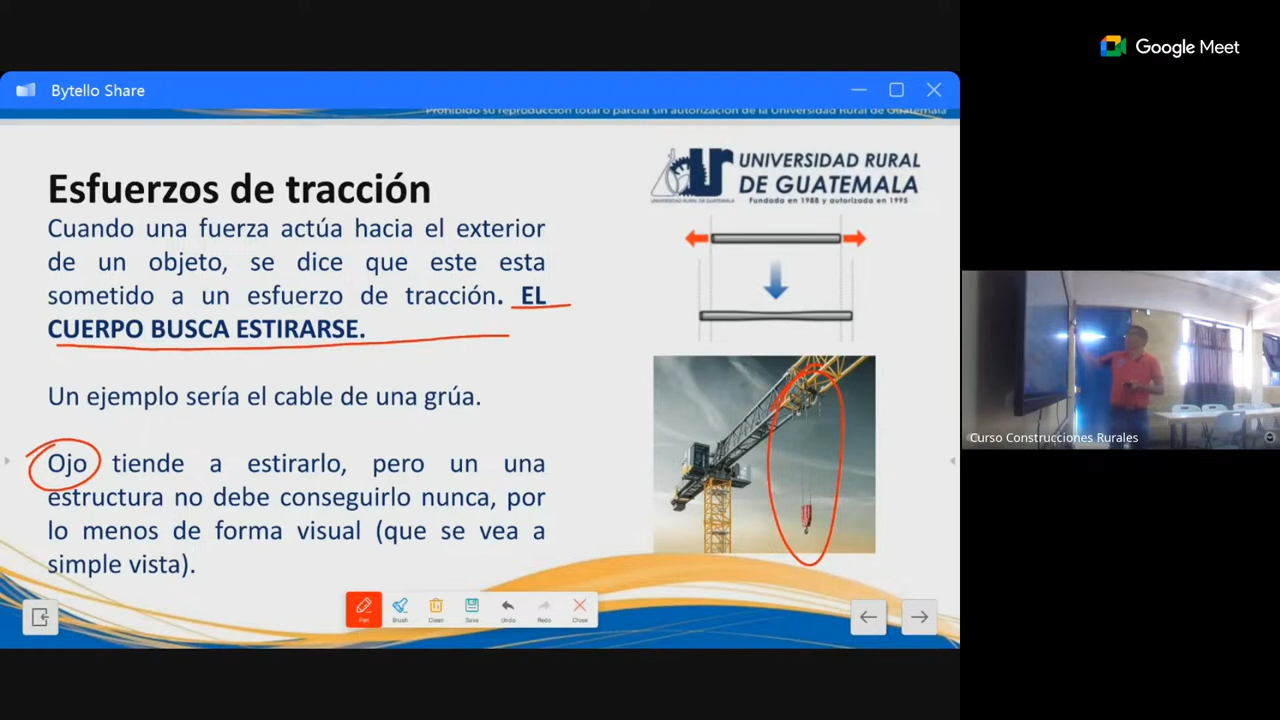 Google Meet
Bytello Share
Prohibido su reproducción total o parcial sin autorización de la Universidad Rural de Guatemala
Esfuerzos de tracción
UNIVERSIDAD RURAL
DE GUATEMALA
Fundada en 1988 y autorizada en 1995
UNIVERSIDAD RURAL DE GUATEMALA
Cuando una fuerza actúa hacia el exterior
de un objeto, se dice que este esta
sometido a un esfuerzo de tracción. EL
CUERPO BUSCA ESTIRARSE.
Un ejemplo sería el cable de una grúa.
Ojo tiende a estirarlo, pero un una
estructura no debe conseguirlo nunca, por
lo menos de forma visual (que se vea a
simple vista).
Pen Brush Clean Save Undo Redo Close
Curso Construcciones Rurales